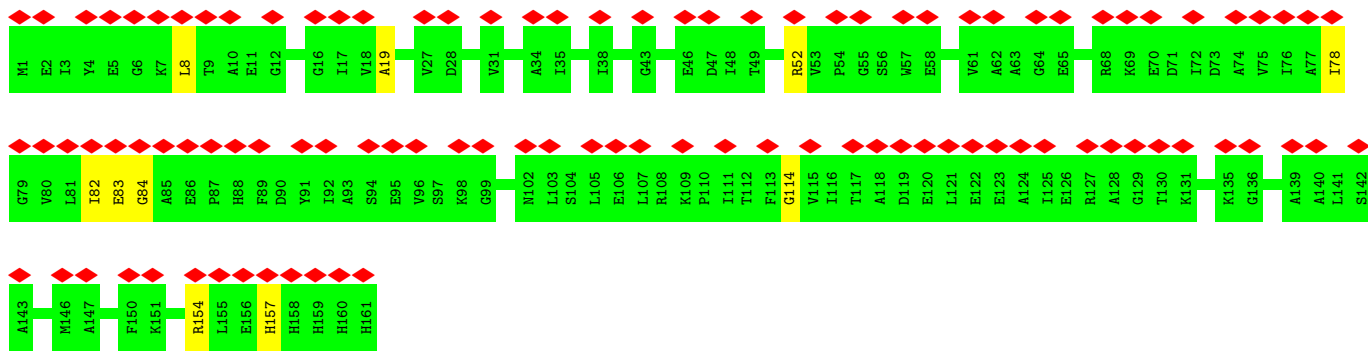 M1 E2 I3 Y4 E5 G6 K7 L8 T9 A10 E11 G12 G16 I17 V18 A19 V27 D28 V31 A34 I35 I38 G43 E46 D47 I48 T49 R52 V53 P54 G55 S56 W57 E58 V61 A62 A63 G64 E65 R68 K69 E70 D71 I72 D73 A74 V75 I76 A77 I78
G79 V80 L81 I82 E83 G84 A85 E86 P87 H88 F89 D90 Y91 I92 A93 S94 E95 V96 S97 K98 G99 N102 L103 S104 L105 E106 L107 R108 K109 P110 I111 T112 F113 G114 V115 I116 T117 A118 D119 E120 L121 E122 E123 A124 I125 E126 R127 A128 G129 T130 K131 K135 G136 A139 A140 L141 S142
A143 M146 A147 F150 K151 R154 L155 E156 H157 H158 H159 H160 H161